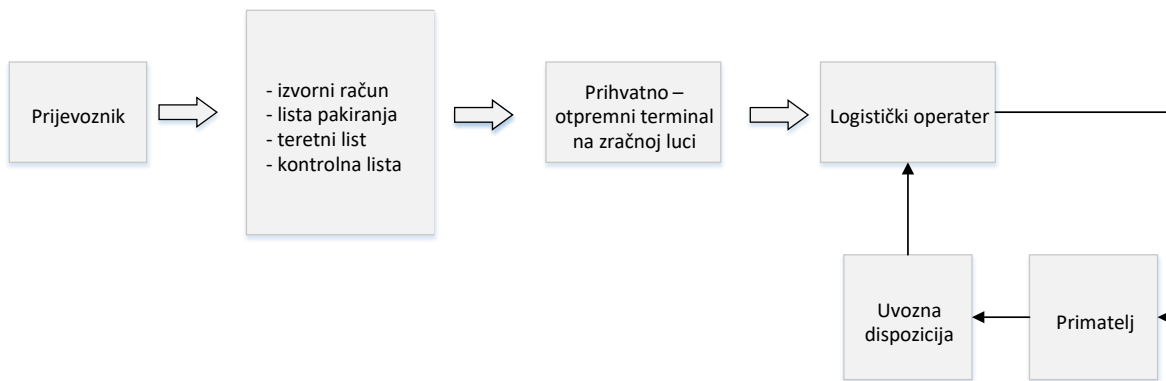 Prijevoznik
- izvorni račun
- lista pakiranja
- teretni list
- kontrolna lista
Prihvatno –
otpremni terminal
na zračnoj luci
Logistički operater
Uvozna
dispozicija
Primatelj